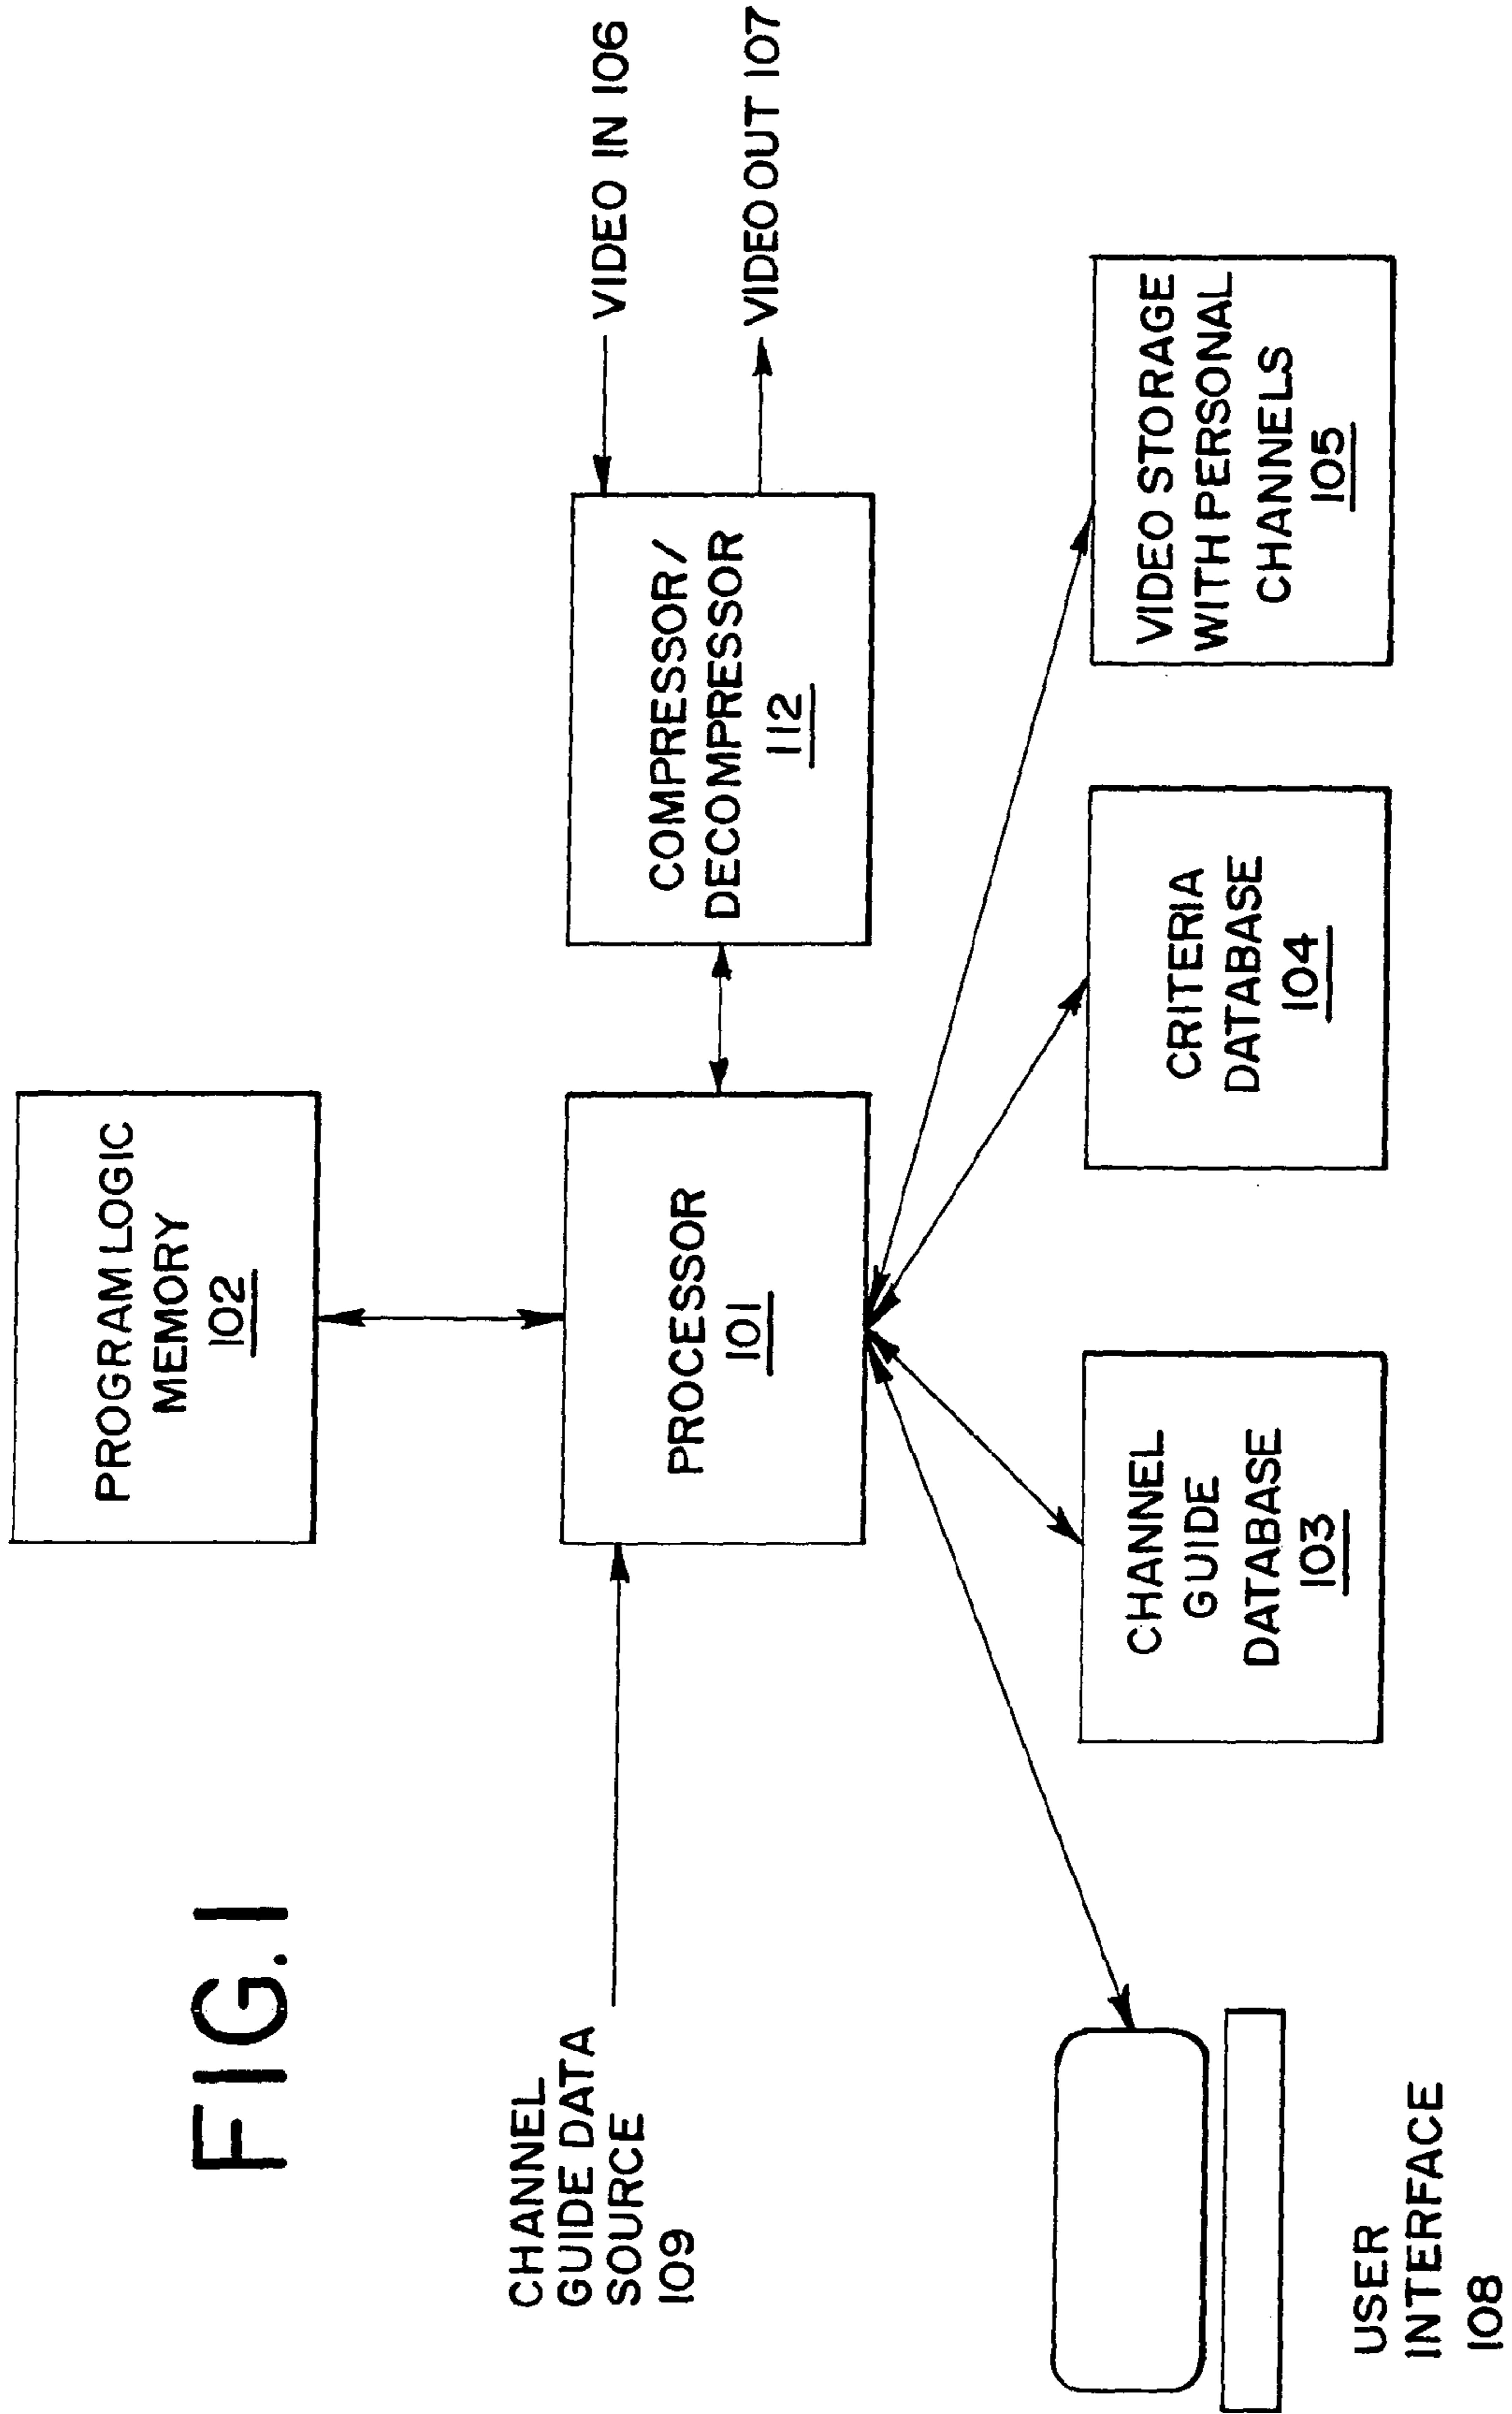 FIG. 1
PROGRAM LOGIC
MEMORY
102
CHANNEL
GUIDE DATA
SOURCE
109
PROCESSOR
101
COMPRESSOR/
DECOMPRESSOR
112
VIDEO IN 106
VIDEO OUT 107
USER
INTERFACE
108
CHANNEL
GUIDE
DATABASE
103
CRITERIA
DATABASE
104
VIDEO STORAGE
WITH PERSONAL
CHANNELS
105